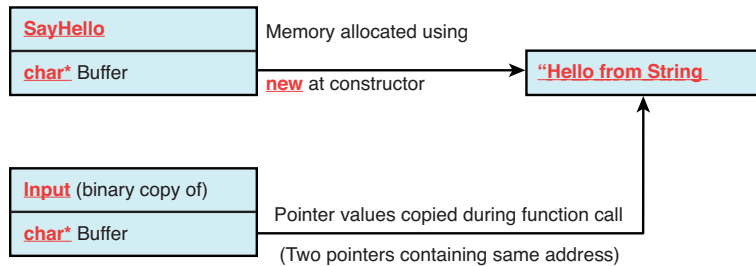 SayHello
char* Buffer
Memory allocated using
new at constructor
“Hello from String
Input (binary copy of)
char* Buffer
Pointer values copied during function call
(Two pointers containing same address)